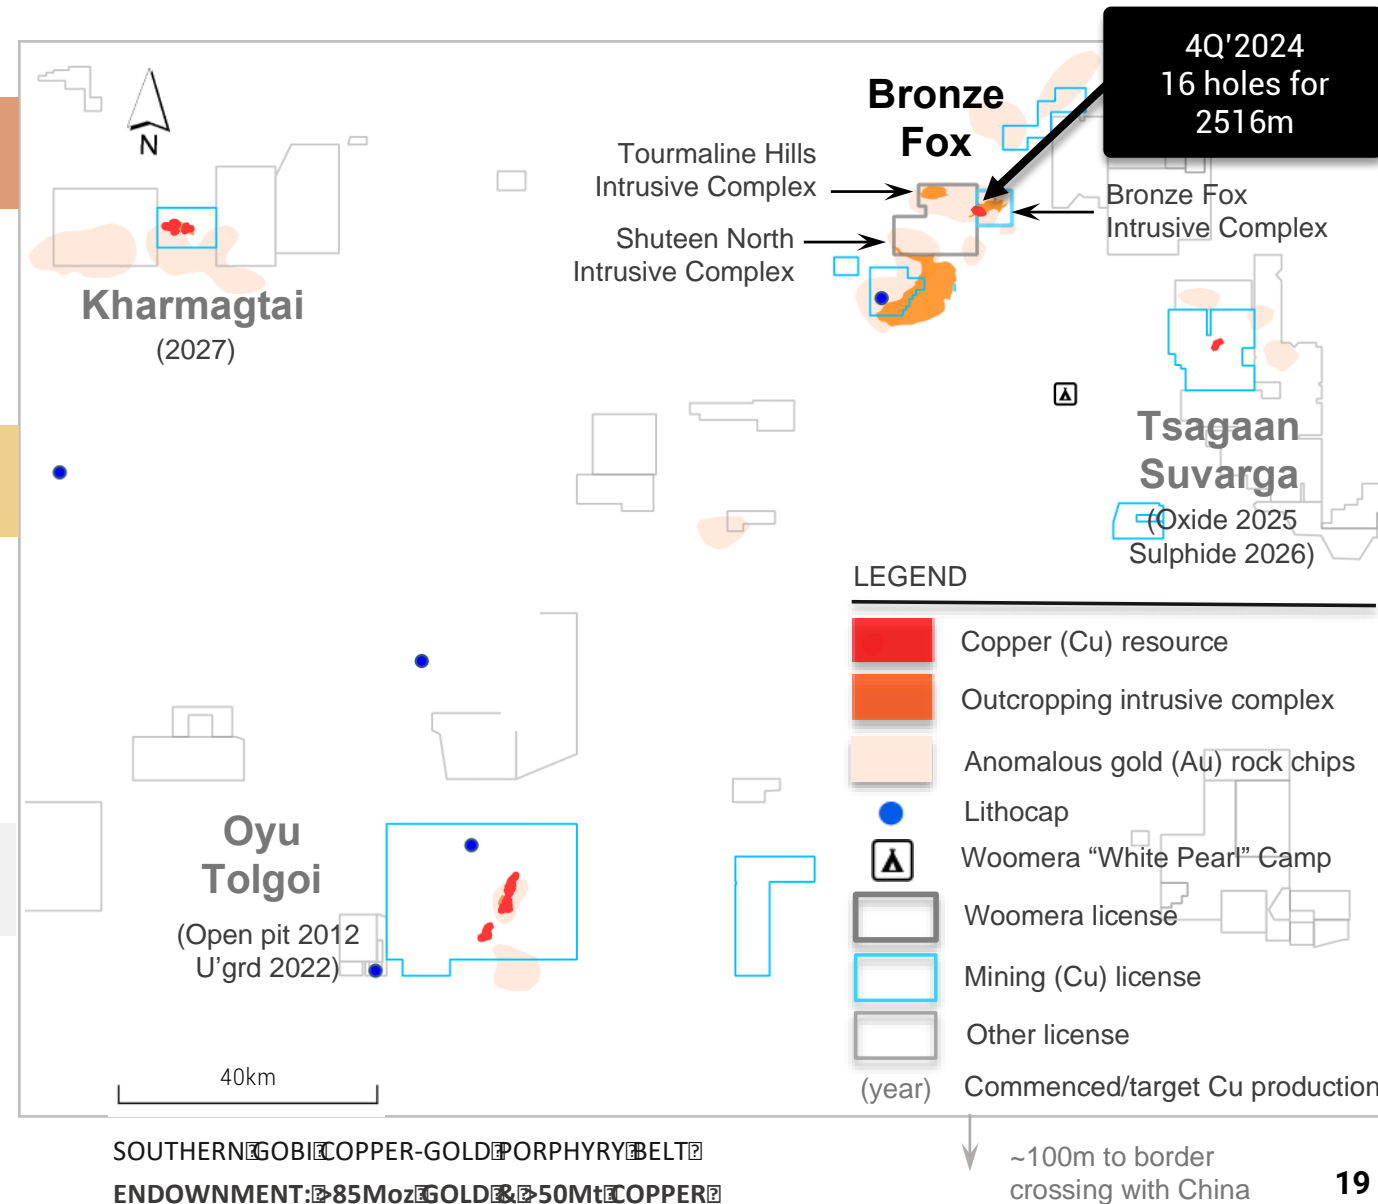 4Q'2024
16 holes for
2516m
Bronze
Fox
N
Tourmaline Hills
Intrusive Complex
Bronze Fox
Intrusive Complex
Shuteen North
Intrusive Complex
Kharmagtai
(2027)
Tsagaan
Suvarga
(Oxide 2025
Sulphide 2026)
LEGEND
Copper (Cu) resource
Outcropping intrusive complex
Anomalous gold (Au) rock chips
Lithocap
Woomera “White Pearl” Camp
Woomera license
Mining (Cu) license
Other license
(year) Commenced/target Cu production
Oyu
Tolgoi
(Open pit 2012
U'grd 2022)
40km
SOUTHERN GOBI COPPER-GOLD PORPHYRY BELT
ENDOWNMENT: >85Moz GOLD & >50Mt COPPER
~100m to border
crossing with China
19